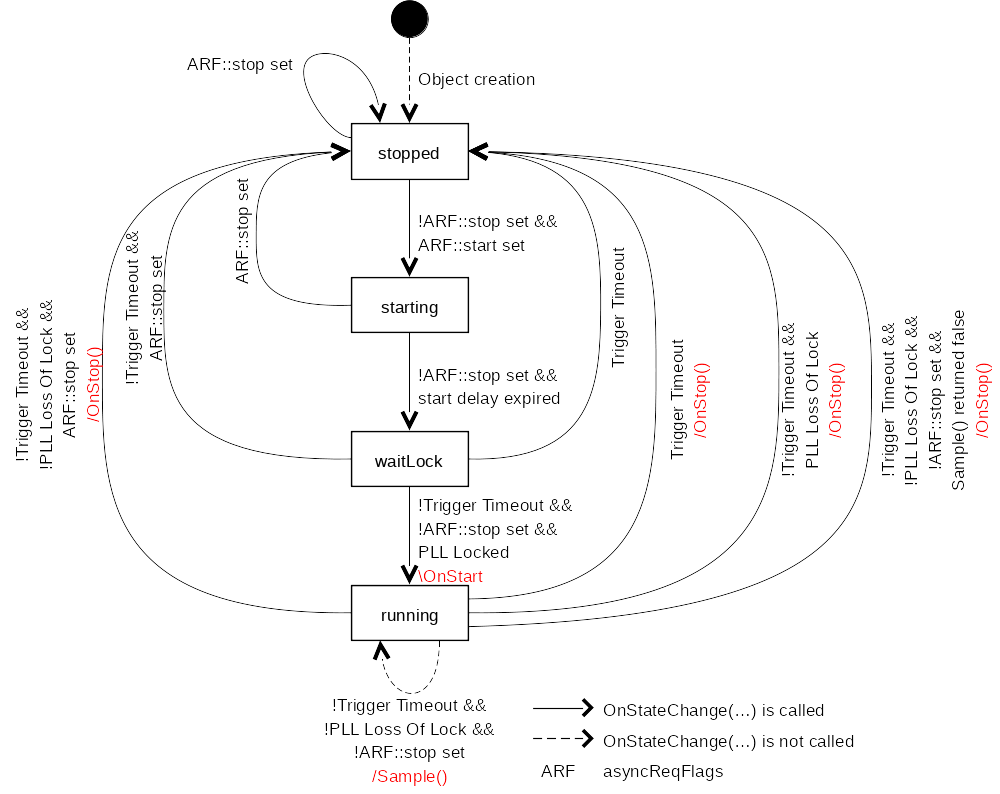 ARF::stop set
Object creation
stopped
!ARF::stop set &&
ARF::start set
ARF::stop set
starting
!ARF::stop set &&
start delay expired
!Trigger Timeout &&
ARF::stop set
Trigger Timeout
waitLock
!Trigger Timeout &&
!ARF::stop set &&
PLL Locked
\OnStart
!Trigger Timeout &&
!PLL Loss Of Lock &&
ARF::stop set
/OnStop()
Trigger Timeout
/OnStop()
!Trigger Timeout &&
PLL Loss Of Lock
/OnStop()
!Trigger Timeout &&
!PLL Loss Of Lock &&
!ARF::stop set &&
Sample() returned false
/OnStop()
running
!Trigger Timeout &&
!PLL Loss Of Lock &&
!ARF::stop set
/Sample()
OnStateChange(...) is called
OnStateChange(...) is not called
ARF asyncReqFlags